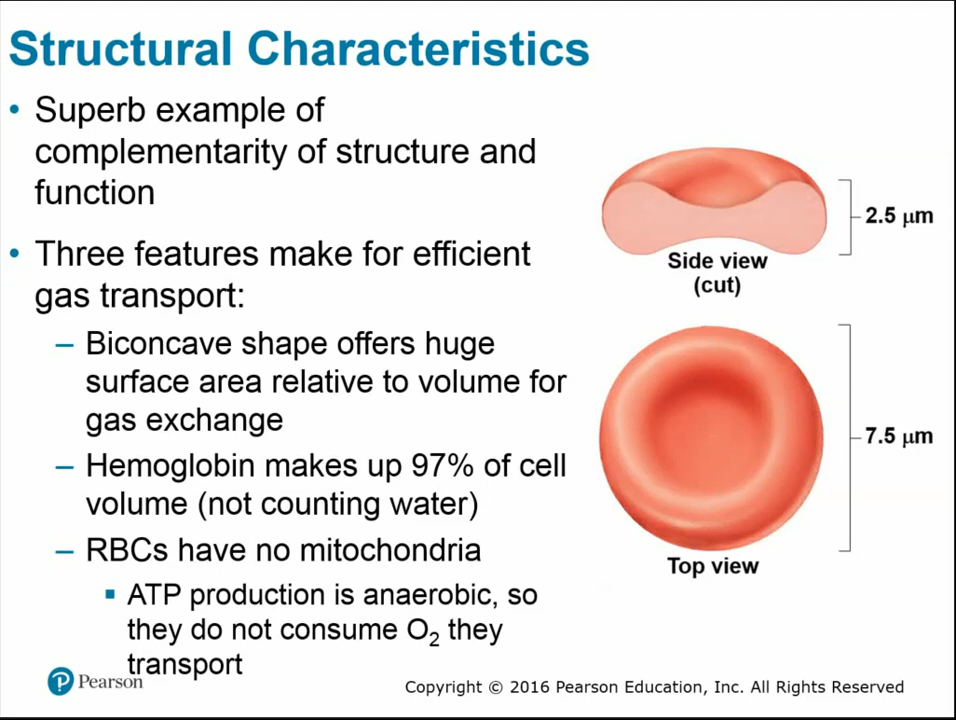 Structural Characteristics
• Superb example of
complementarity of structure and
function
• Three features make for efficient
gas transport:
– Biconcave shape offers huge
surface area relative to volume for
gas exchange
– Hemoglobin makes up 97% of cell
volume (not counting water)
– RBCs have no mitochondria
▪ ATP production is anaerobic, so
they do not consume O₂ they
transport
2.5 μm
Side view
(cut)
7.5 μm
Top view
P Pearson
Copyright © 2016 Pearson Education, Inc. All Rights Reserved